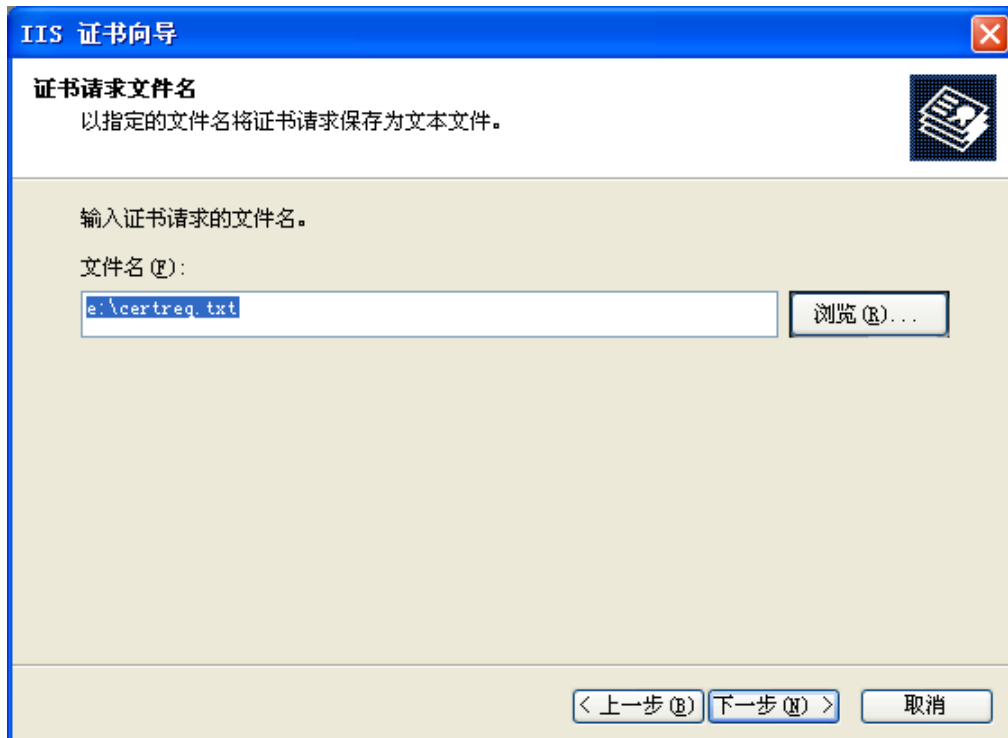 IIS 证书向导
证书请求文件名
以指定的文件名将证书请求保存为文本文件。
输入证书请求的文件名。
文件名(F):
e:\certreq.txt
浏览(R)...
< 上一步(B) 下一步(N) > 取消